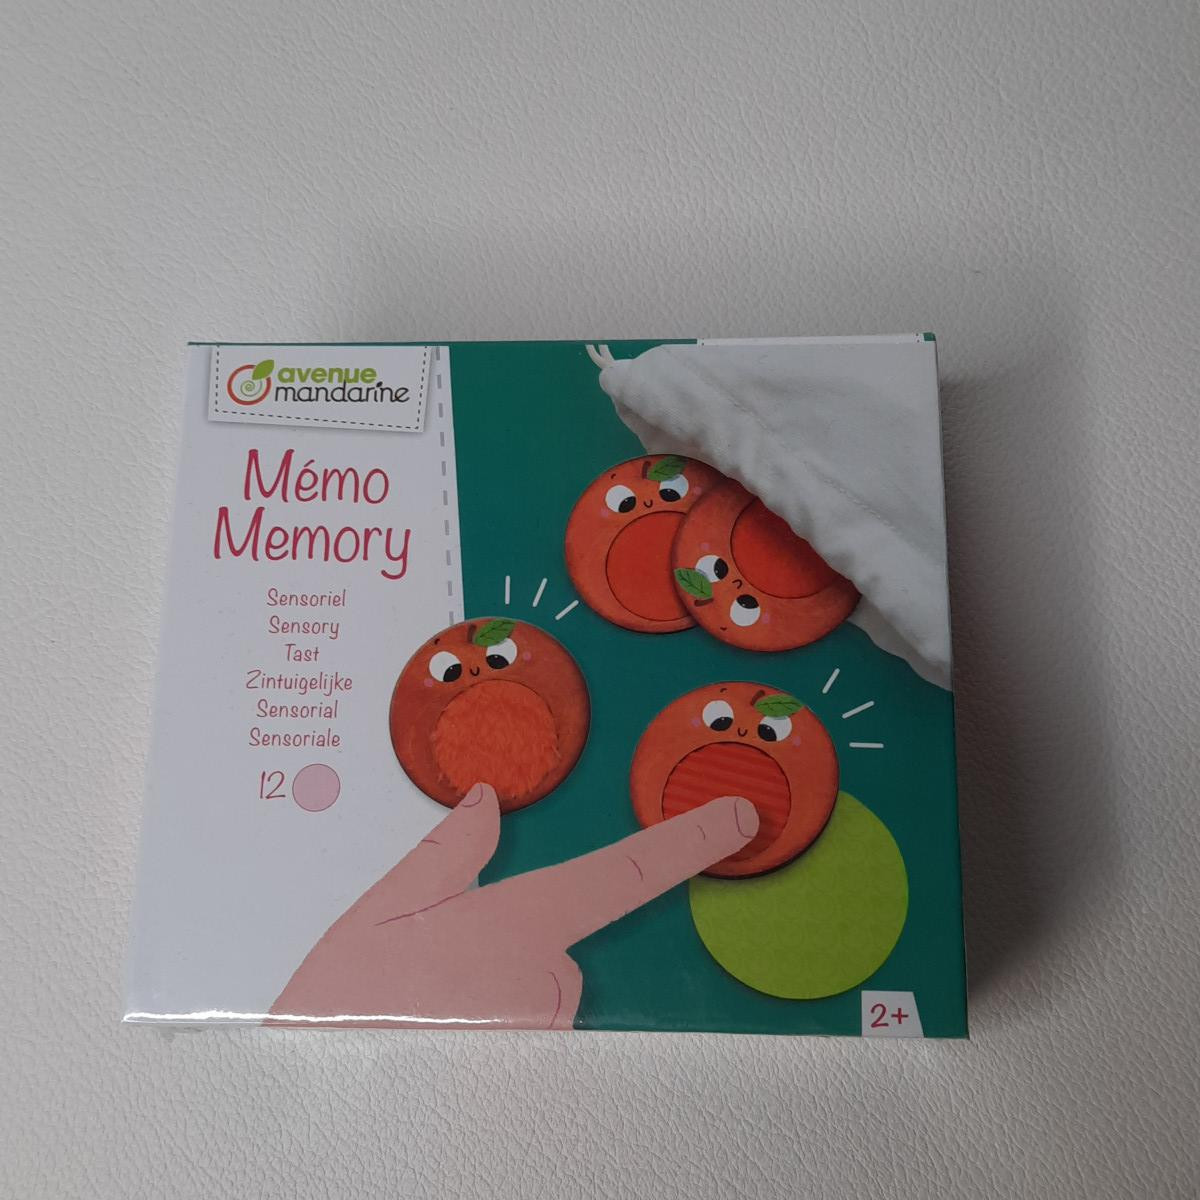 avenue
mandarine
Mémo
Memory
Sensoriel
Sensory
Tast
Zintuigelijke
Sensorial
Sensoriale
12
2+